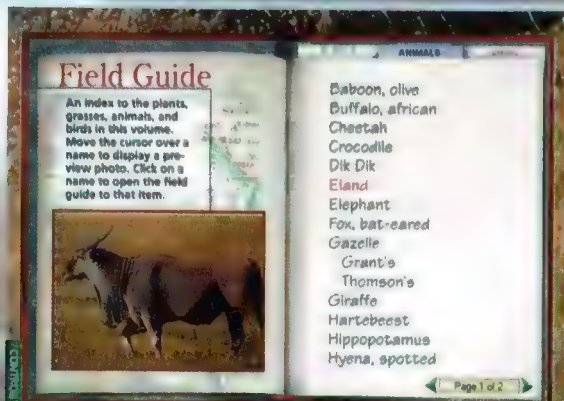 Field Guide
An index to the plants,
grasses, animals, and
birds in this volume.
Move the cursor over a
name to display a pre-
view photo. Click on a
name to open the field
guide to that item.
CONTROL
ANIMALS
Baboon, olive
Buffalo, african
Cheetah
Crocodile
Dik Dik
Eland
Elephant
Fox, bat-eared
Gazelle
Grant's
Thomson's
Giraffe
Hartebeest
Hippopotamus
Hyena, spotted
Page 1 of 2